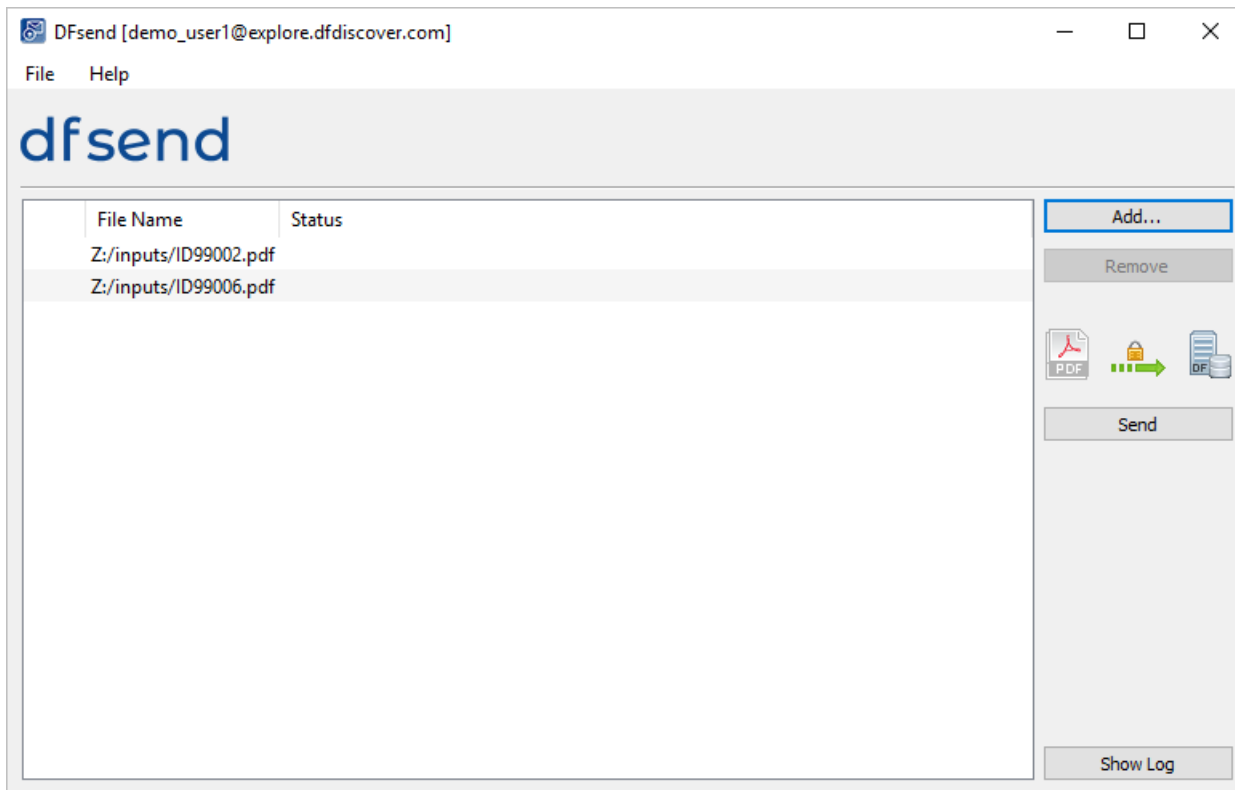 DFsend [demo_user1@explore.dfdiscover.com]
File Help
dfsend
File Name Status
Z:/inputs/ID99002.pdf
Z:/inputs/ID99006.pdf
Add...
Remove
PDF DF
Send
Show Log